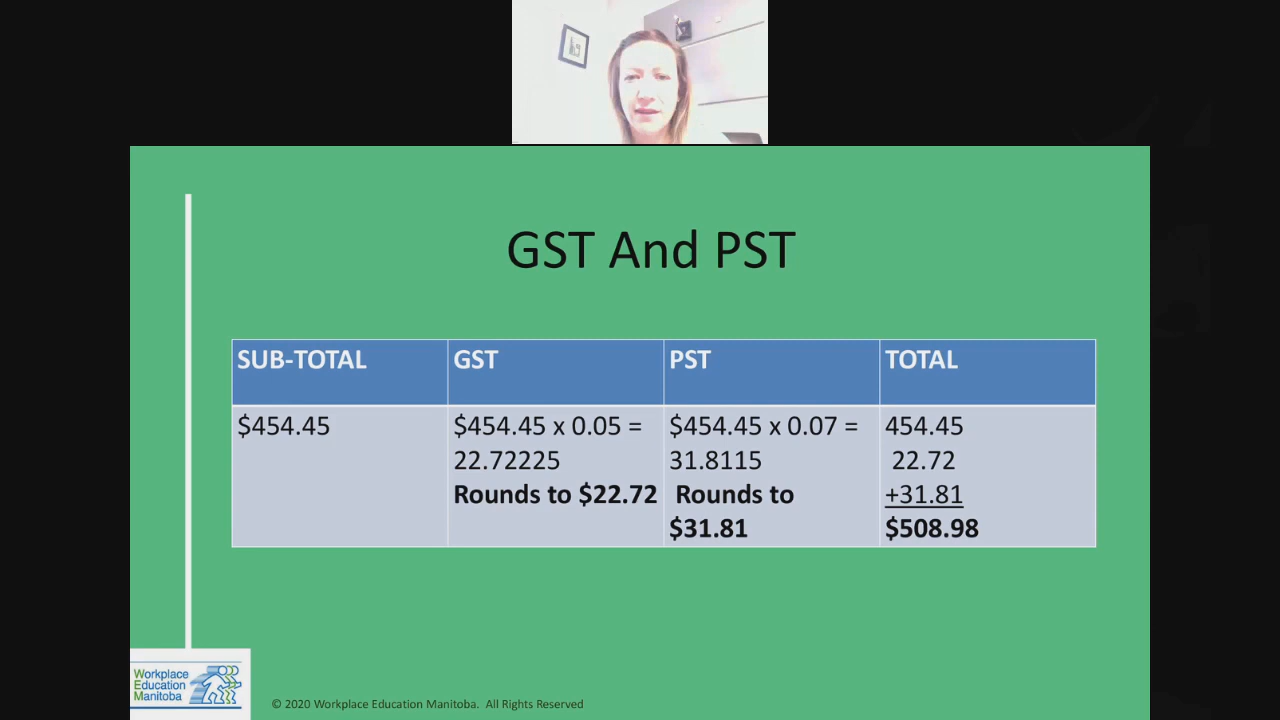 GST And PST
SUB-TOTAL
GST
PST
TOTAL
$454.45
$454.45 x 0.05 =
22.72225
Rounds to $22.72
$454.45 x 0.07 =
31.8115
Rounds to
$31.81
454.45
22.72
+31.81
$508.98
Workplace
Education
Manitoba
© 2020 Workplace Education Manitoba. All Rights Reserved